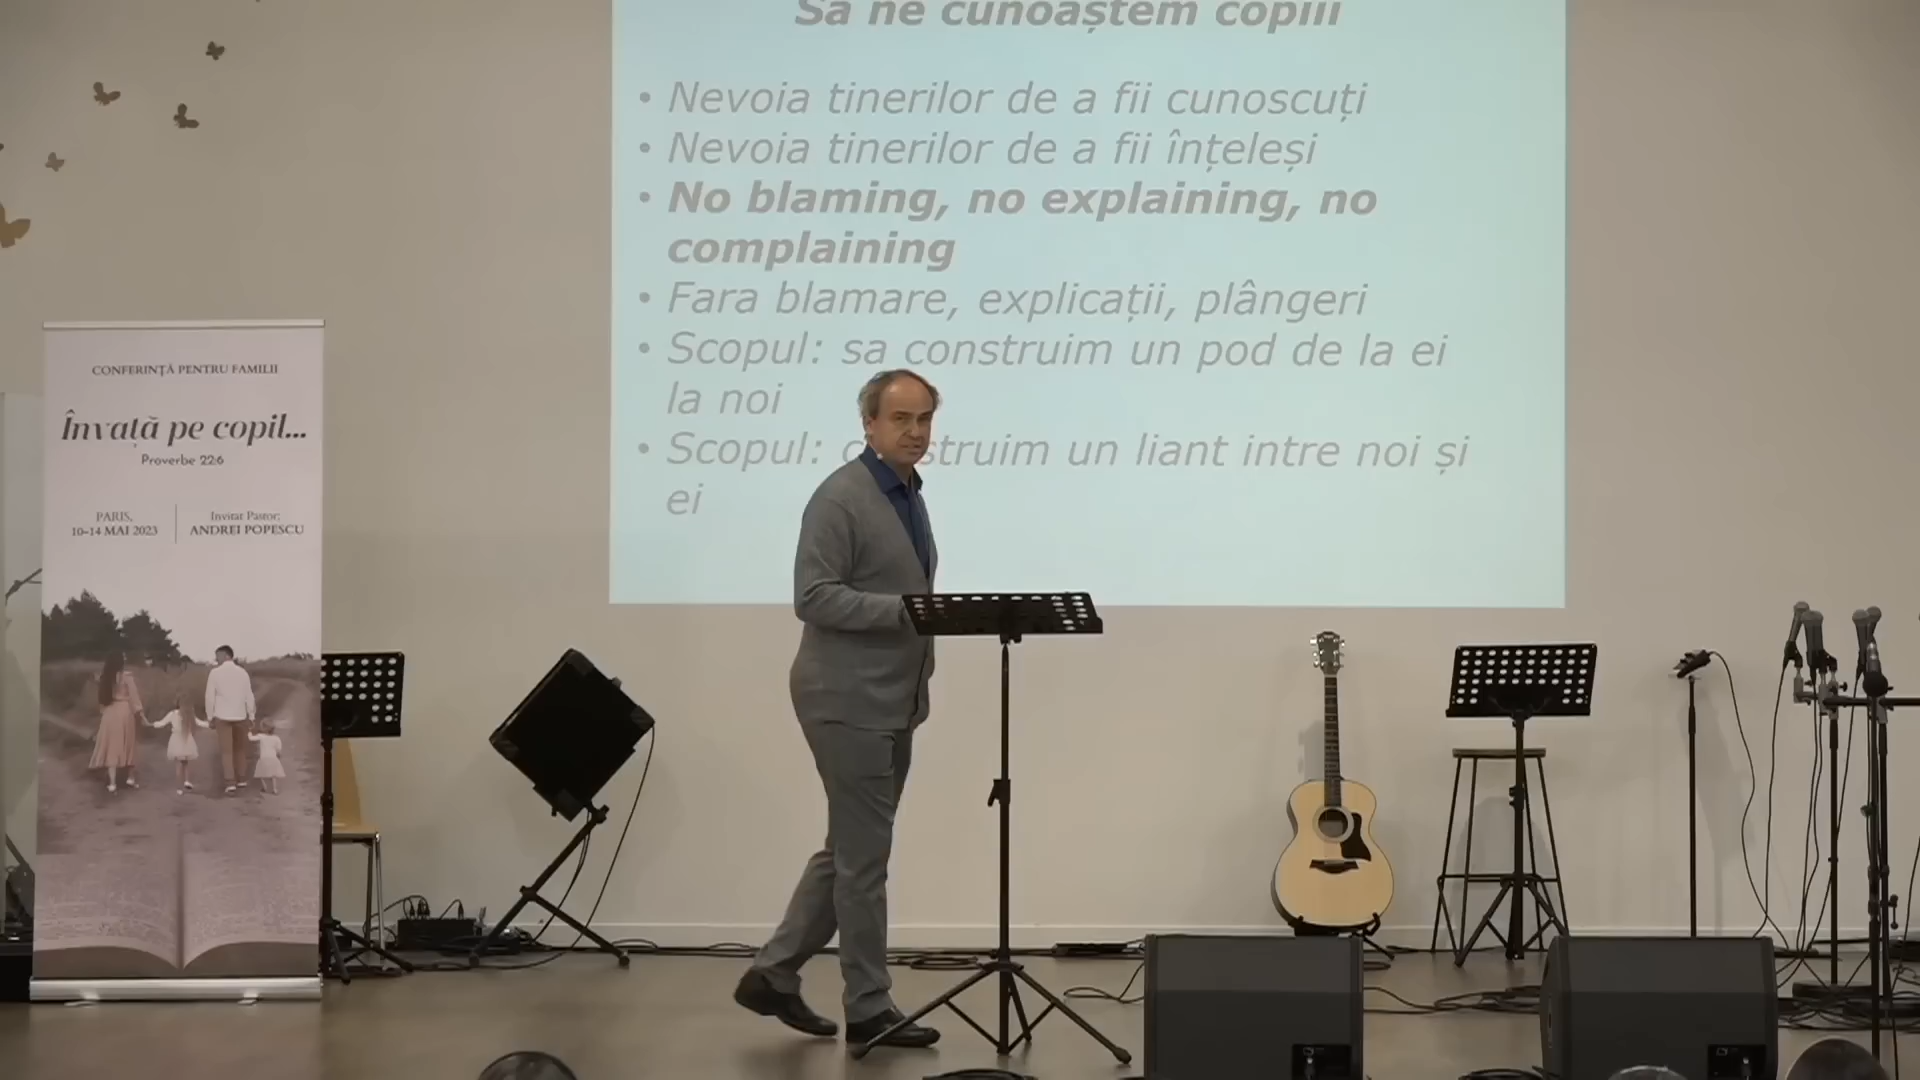 Sa ne cunoaștem copiii
• Nevoia tinerilor de a fii cunoscuți
• Nevoia tinerilor de a fii înțeleși
• No blaming, no explaining, no
complaining
• Fara blamare, explicații, plângeri
• Scopul: sa construim un pod de la ei
la noi
• Scopul: construim un liant intre noi și
ei
CONFERINȚĂ PENTRU FAMILII
Învață pe copil...
Proverbe 22:6
PARIS,
10-14 MAI 2023
Invitat Pastor:
ANDREI POPESCU